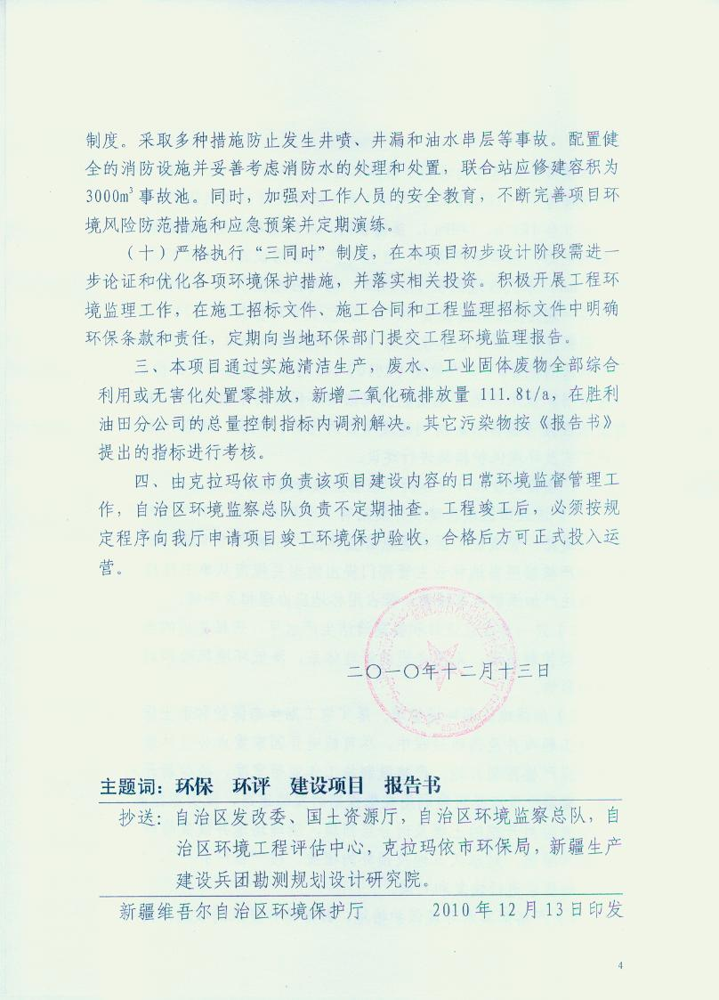 制度。采取多种措施防止发生井喷、井漏和油水串层等事故。配置健
全的消防设施并妥善考虑消防水的处理和处置，联合站应修建容积为
3000m³事故池。同时，加强对工作人员的安全教育，不断完善项目环
境风险防范措施和应急预案并定期演练。
（十）严格执行“三同时”制度，在本项目初步设计阶段需进一
步论证和优化各项环境保护措施，并落实相关投资。积极开展工程环
境监理工作，在施工招标文件、施工合同和工程监理招标文件中明确
环保条款和责任，定期向当地环保部门提交工程环境监理报告。
三、本项目通过实施清洁生产，废水、工业固体废物全部综合
利用或无害化处置零排放，新增二氧化硫排放量 111.8t/a，在胜利
油田分公司的总量控制指标内调剂解决。其它污染物按《报告书》
提出的指标进行考核。
四、由克拉玛依市负责该项目建设内容的日常环境监督管理工
作，自治区环境监察总队负责不定期抽查。工程竣工后，必须按规
定程序向我厅申请项目竣工环境保护验收，合格后方可正式投入运
营。
二〇一〇年十二月十三日
主题词：环保 环评 建设项目 报告书
抄送：自治区发改委、国土资源厅，自治区环境监察总队，自
治区环境工程评估中心，克拉玛依市环保局，新疆生产
建设兵团勘测规划设计研究院。
新疆维吾尔自治区环境保护厅 2010年12月13日印发
4